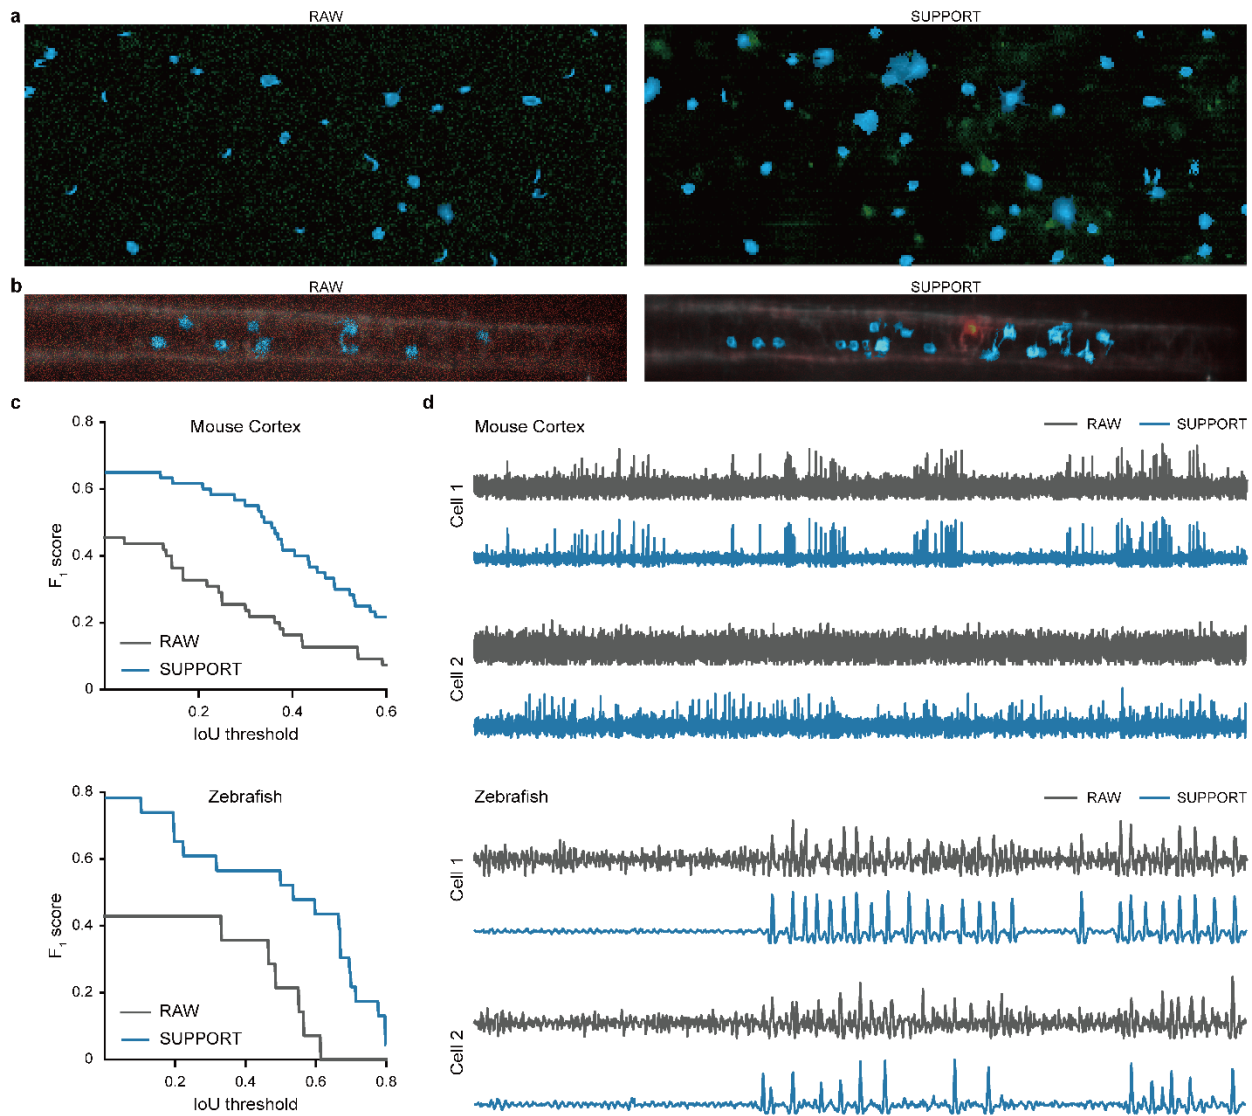 a
RAW
SUPPORT
b
RAW
SUPPORT
c
Mouse Cortex
0.8
0.6
0.4
0.2
0
F1 score
RAW
SUPPORT
0.2 0.4 0.6
IoU threshold
Zebrafish
0.8
0.6
0.4
0.2
0
F1 score
RAW
SUPPORT
0.2 0.4 0.6 0.8
IoU threshold
d
Mouse Cortex
RAW SUPPORT
Cell 1
Cell 2
Zebrafish
RAW SUPPORT
Cell 1
Cell 2